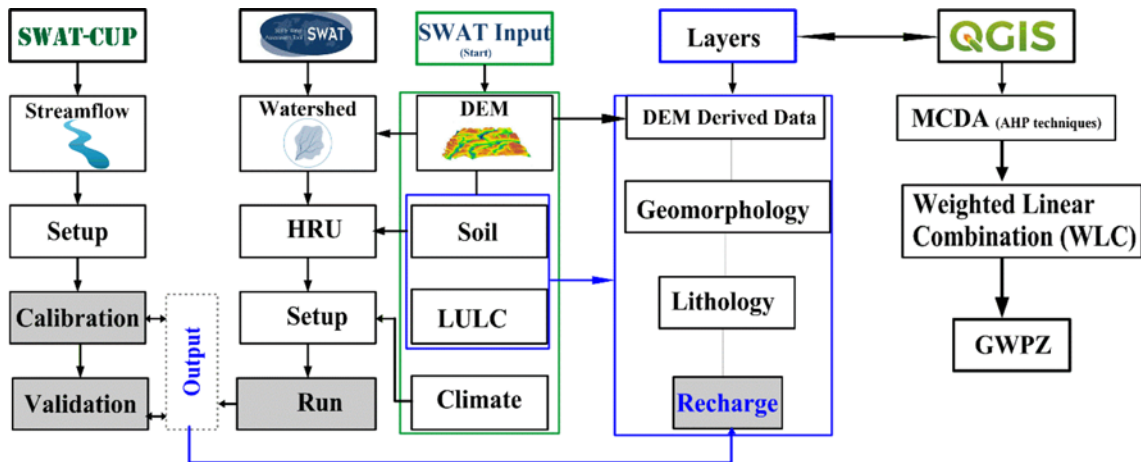 SWAT-CUP
Streamflow
Setup
Calibration
Validation
Output
SWAT
Watershed
HRU
Setup
Run
SWAT Input
(Start)
DEM
Soil
LULC
Climate
Layers
DEM Derived Data
Geomorphology
Lithology
Recharge
QGIS
MCDA (AHP techniques)
Weighted Linear
Combination (WLC)
GWPZ